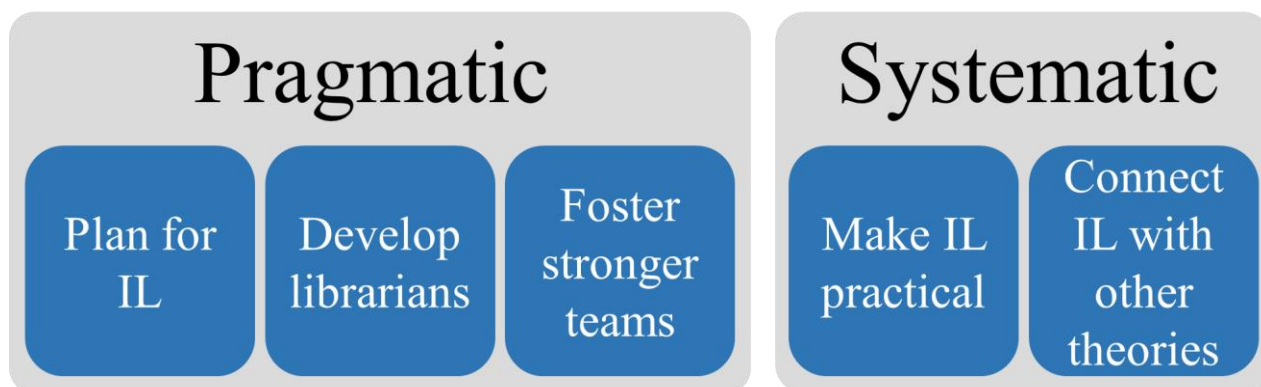 Pragmatic
Plan for
IL
Develop
librarians
Foster
stronger
teams
Systematic
Make IL
practical
Connect
IL with
other
theories